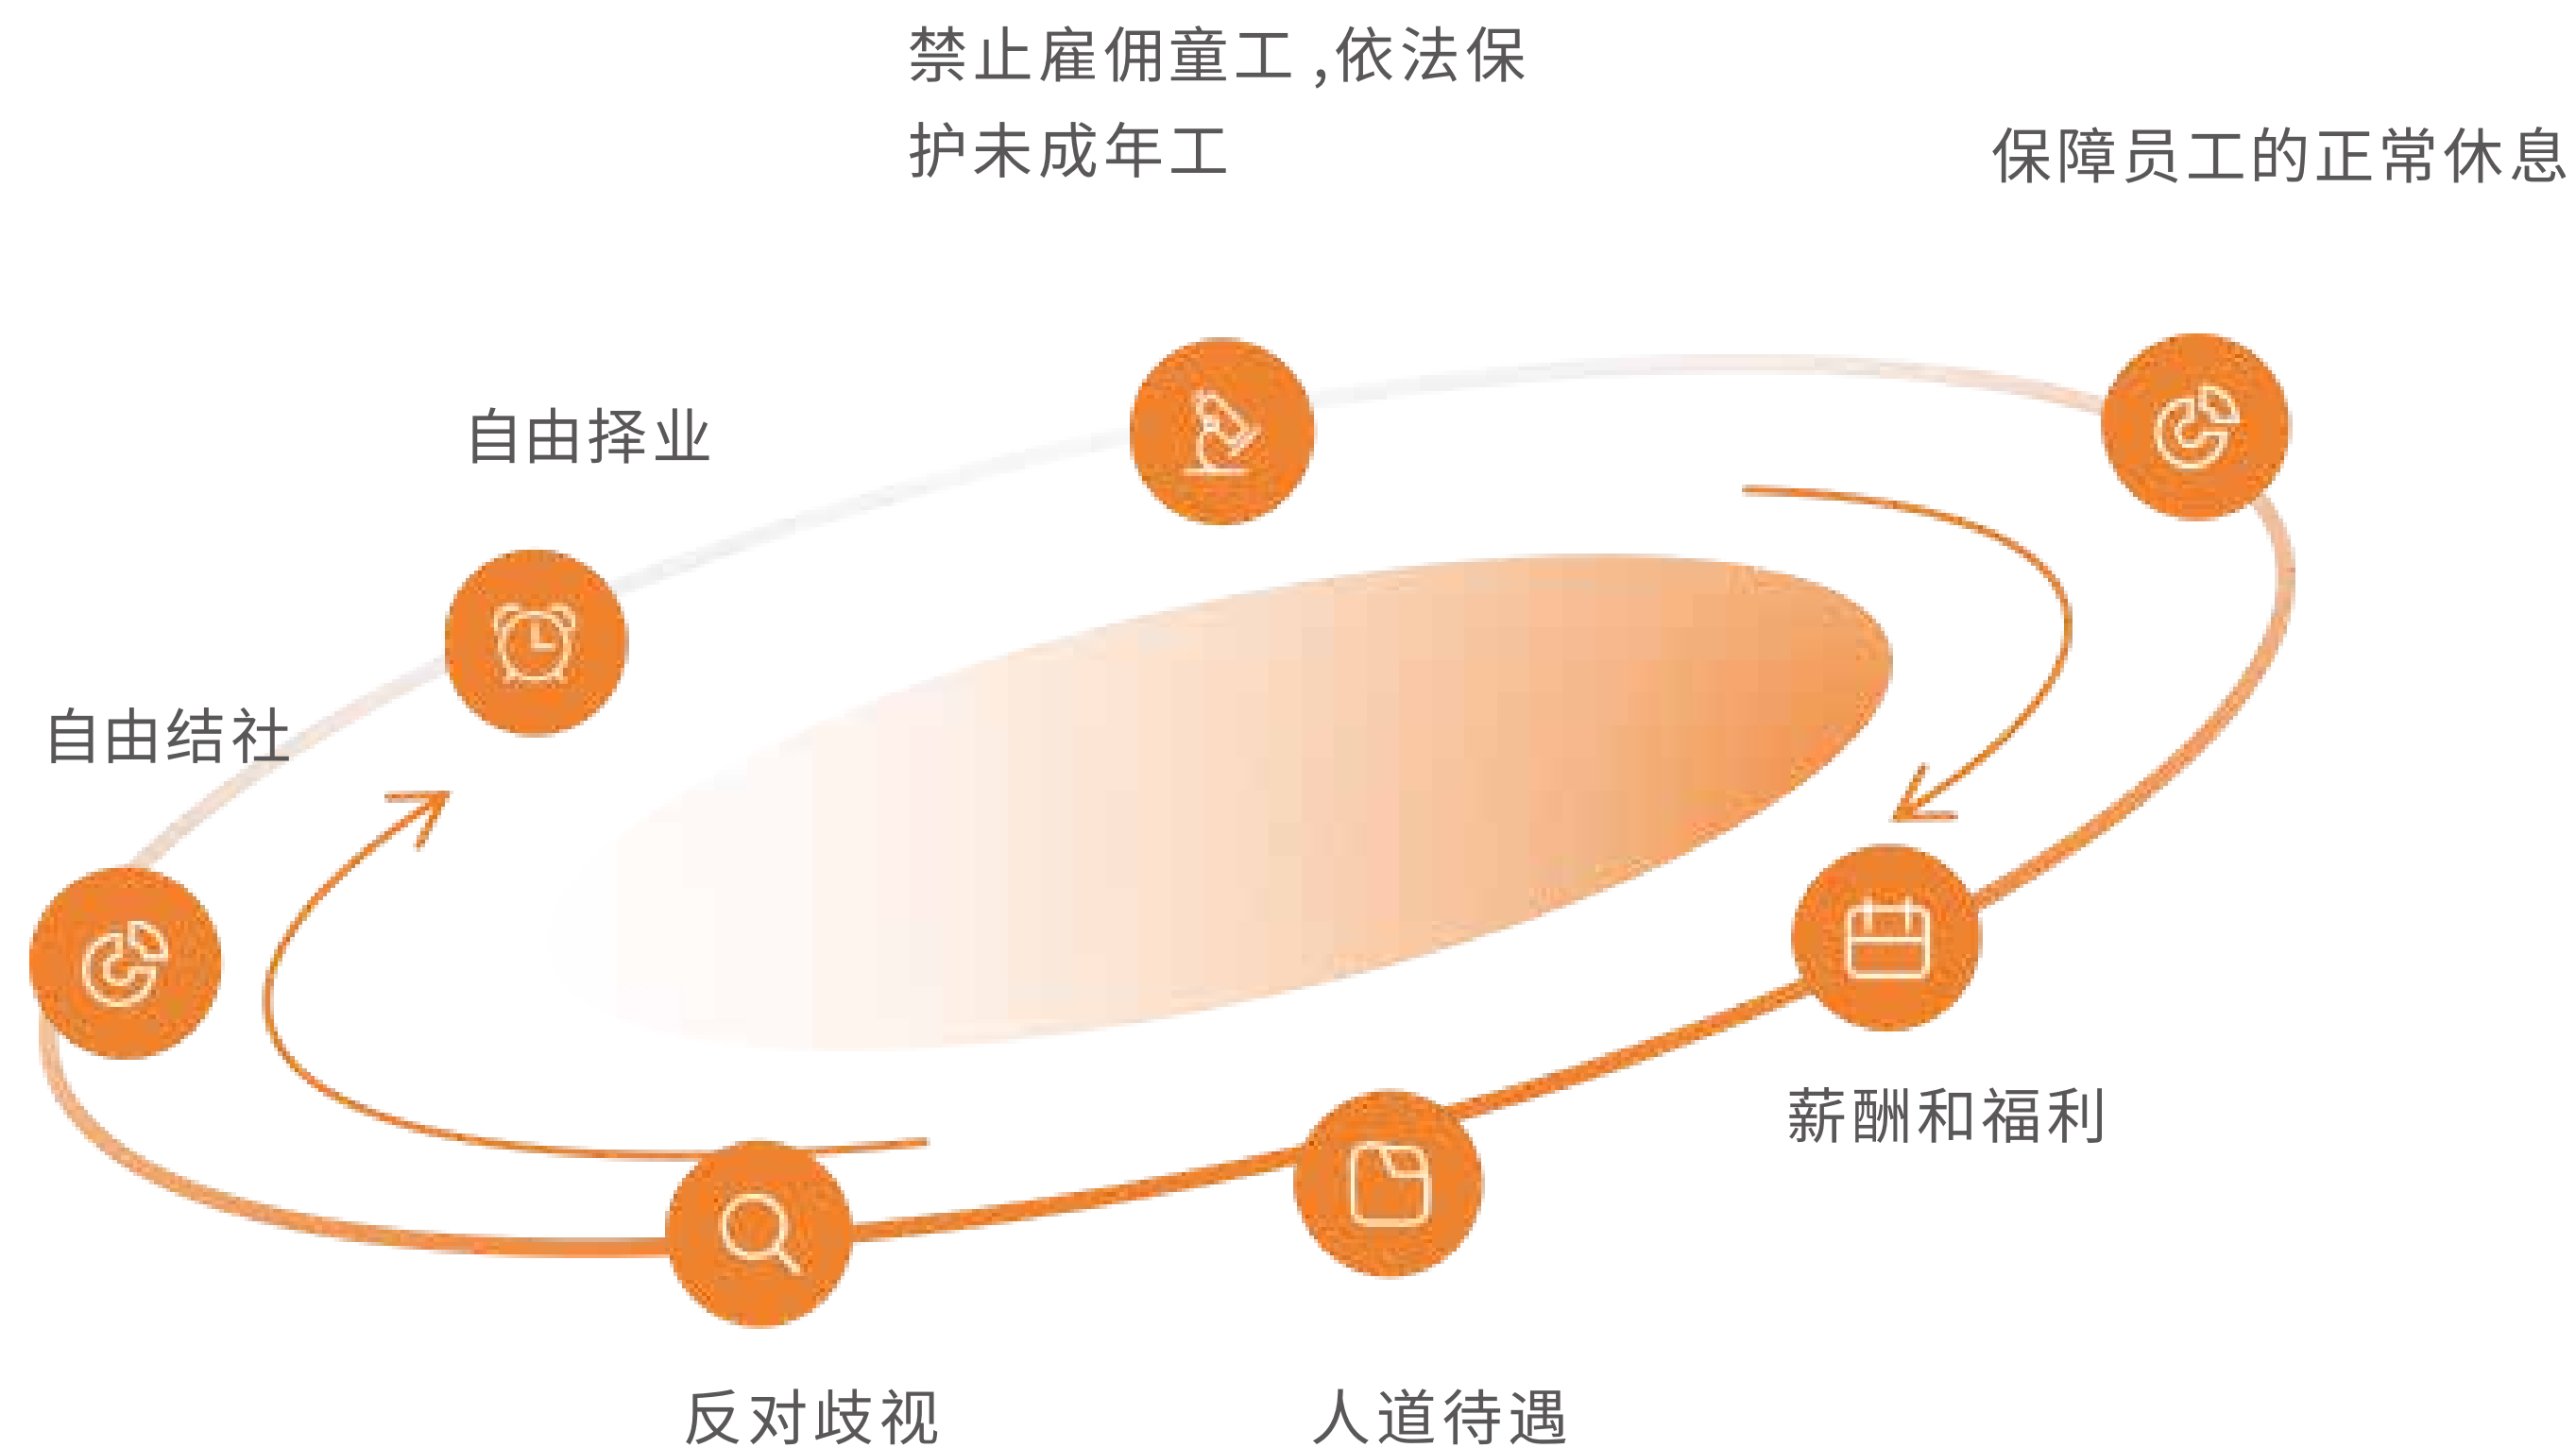 禁止雇佣童工,依法保
护未成年工
保障员工的正常休息
自由择业
自由结社
薪酬和福利
反对歧视
人道待遇